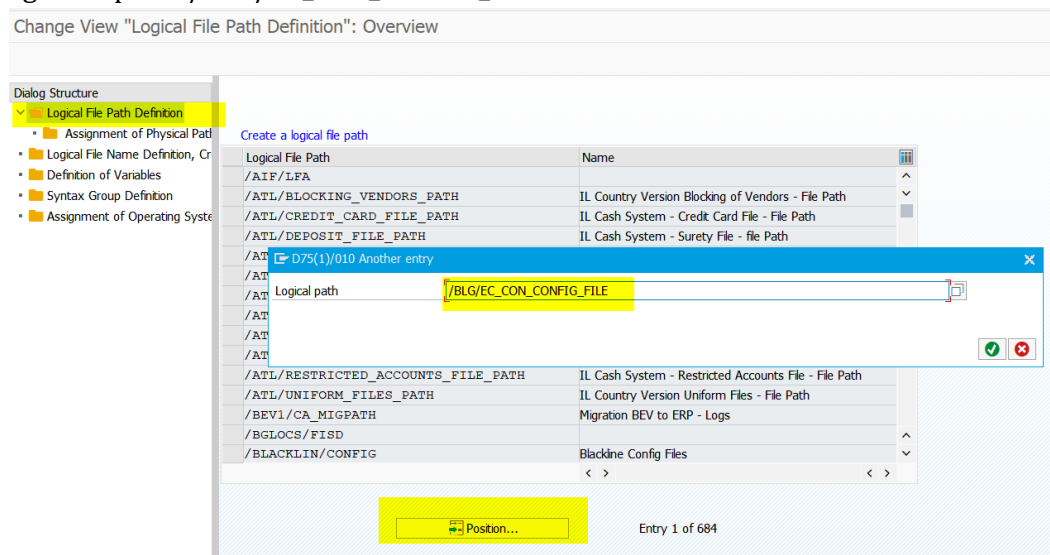 Change View "Logical File Path Definition": Overview
Dialog Structure
Logical File Path Definition
Assignment of Physical Path
Logical File Name Definition, Cr
Definition of Variables
Syntax Group Definition
Assignment of Operating Syste
Create a logical file path
Logical File Path Name
/AIF/LFA
/ATL/BLOCKING_VENDORS_PATH IL Country Version Blocking of Vendors - File Path
/ATL/CREDIT_CARD_FILE_PATH IL Cash System - Credit Card File - File Path
/ATL/DEPOSIT_FILE_PATH IL Cash System - Surety File - file Path
/AT
D75(1)/010 Another entry
/AT
/AT
Logical path /BLG/EC_CON_CONFIG_FILE
/AT
/AT
/AT
/ATL/RESTRICTED_ACCOUNTS_FILE_PATH IL Cash System - Restricted Accounts File - File Path
/ATL/UNIFORM_FILES_PATH IL Country Version Uniform Files - File Path
/BEV1/CA_MIGPATH Migration BEV to ERP - Logs
/BGLOCS/FISD
/BLACKLIN/CONFIG Blackline Config Files
Position... Entry 1 of 684